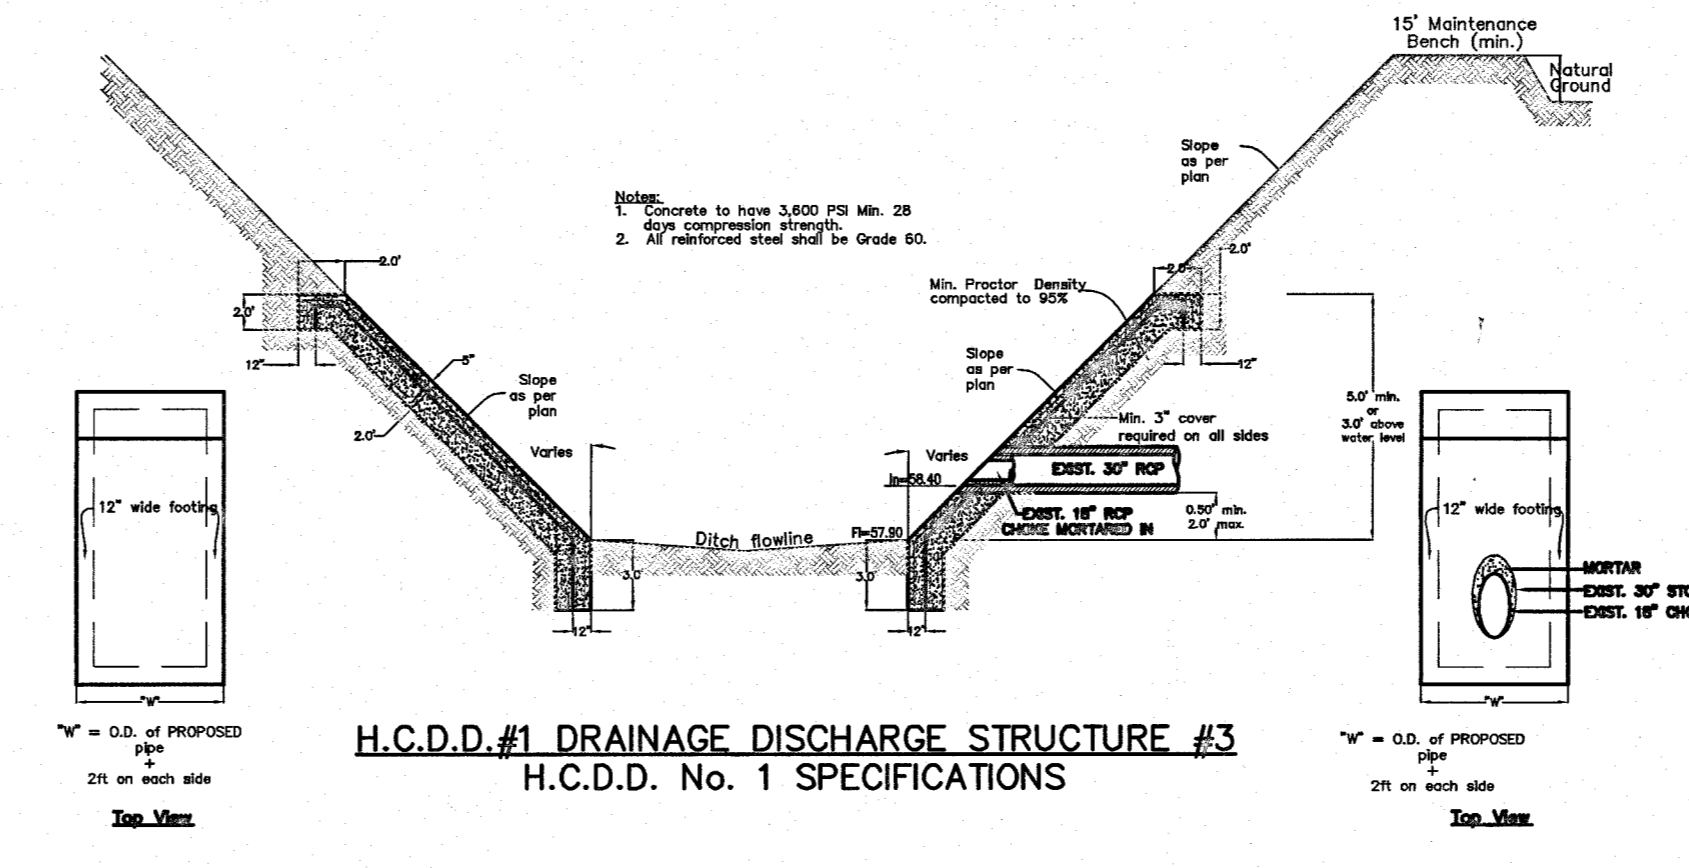 15' Maintenance
Bench (min.)
Natural
Ground
Slope
as per
plan
Notes:
1. Concrete to have 3,600 PSI Min. 28
days compression strength.
2. All reinforced steel shall be Grade 60.
2.0'
2.0'
12"
5"
Slope
as per
plan
2.0'
Varies
Min. Proctor Density
compacted to 95%
2.0'
2.0'
12"
Slope
as per
plan
Min. 3" cover
required on all sides
Varies
In=58.40
EXIST. 30" RCP
EXIST. 18" RCP
CHOKE MORTARED IN
0.50' min.
2.0' max.
5.0' min.
or
3.0' above
water level
Ditch flowline
Fl=57.90
3.0'
3.0'
12"
12"
12" wide footing
"W"
"W" = O.D. of PROPOSED
pipe
+
2ft on each side
Top View
12" wide footing
MORTAR
EXIST. 30" STO
EXIST. 18" CHO
"W"
"W" = O.D. of PROPOSED
pipe
+
2ft on each side
Top View
H.C.D.D.#1 DRAINAGE DISCHARGE STRUCTURE #3
H.C.D.D. No. 1 SPECIFICATIONS